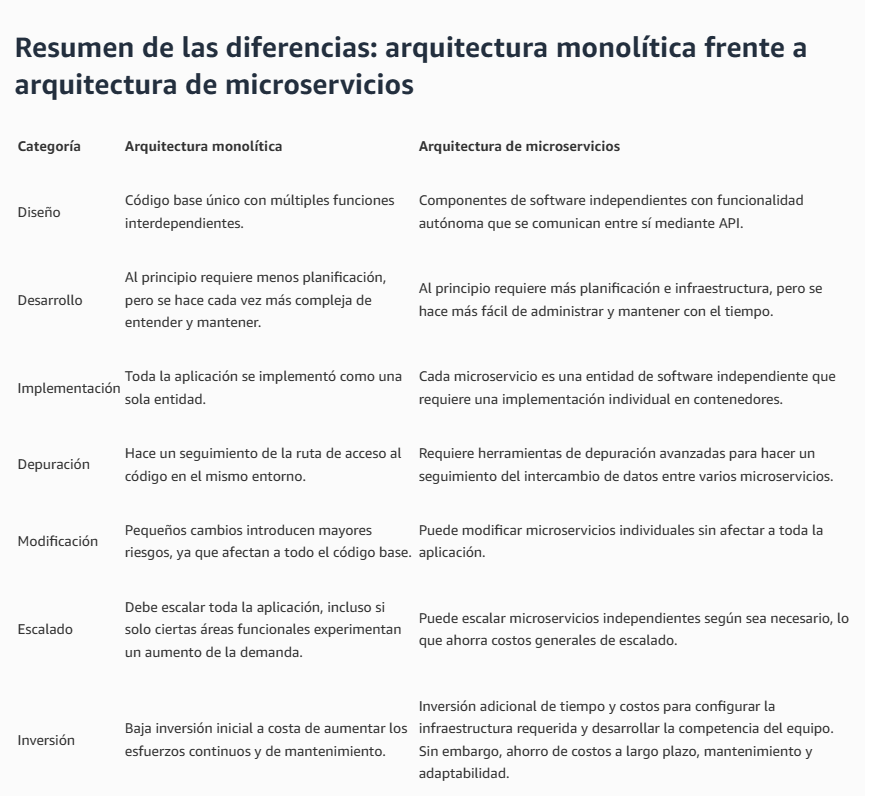 Resumen de las diferencias: arquitectura monolítica frente a
arquitectura de microservicios
Categoría Arquitectura monolítica Arquitectura de microservicios
Diseño
Código base único con múltiples funciones
interdependientes.
Componentes de software independientes con funcionalidad
autónoma que se comunican entre sí mediante API.
Desarrollo
Al principio requiere menos planificación,
pero se hace cada vez más compleja de
entender y mantener.
Al principio requiere más planificación e infraestructura, pero se
hace más fácil de administrar y mantener con el tiempo.
Implementación
Toda la aplicación se implementó como una
sola entidad.
Cada microservicio es una entidad de software independiente que
requiere una implementación individual en contenedores.
Depuración
Hace un seguimiento de la ruta de acceso al
código en el mismo entorno.
Requiere herramientas de depuración avanzadas para hacer un
seguimiento del intercambio de datos entre varios microservicios.
Modificación
Pequeños cambios introducen mayores
riesgos, ya que afectan a todo el código base.
Puede modificar microservicios individuales sin afectar a toda la
aplicación.
Escalado
Debe escalar toda la aplicación, incluso si
solo ciertas áreas funcionales experimentan
un aumento de la demanda.
Puede escalar microservicios independientes según sea necesario, lo
que ahorra costos generales de escalado.
Inversión
Baja inversión inicial a costa de aumentar los
esfuerzos continuos y de mantenimiento.
Inversión adicional de tiempo y costos para configurar la
infraestructura requerida y desarrollar la competencia del equipo.
Sin embargo, ahorro de costos a largo plazo, mantenimiento y
adaptabilidad.